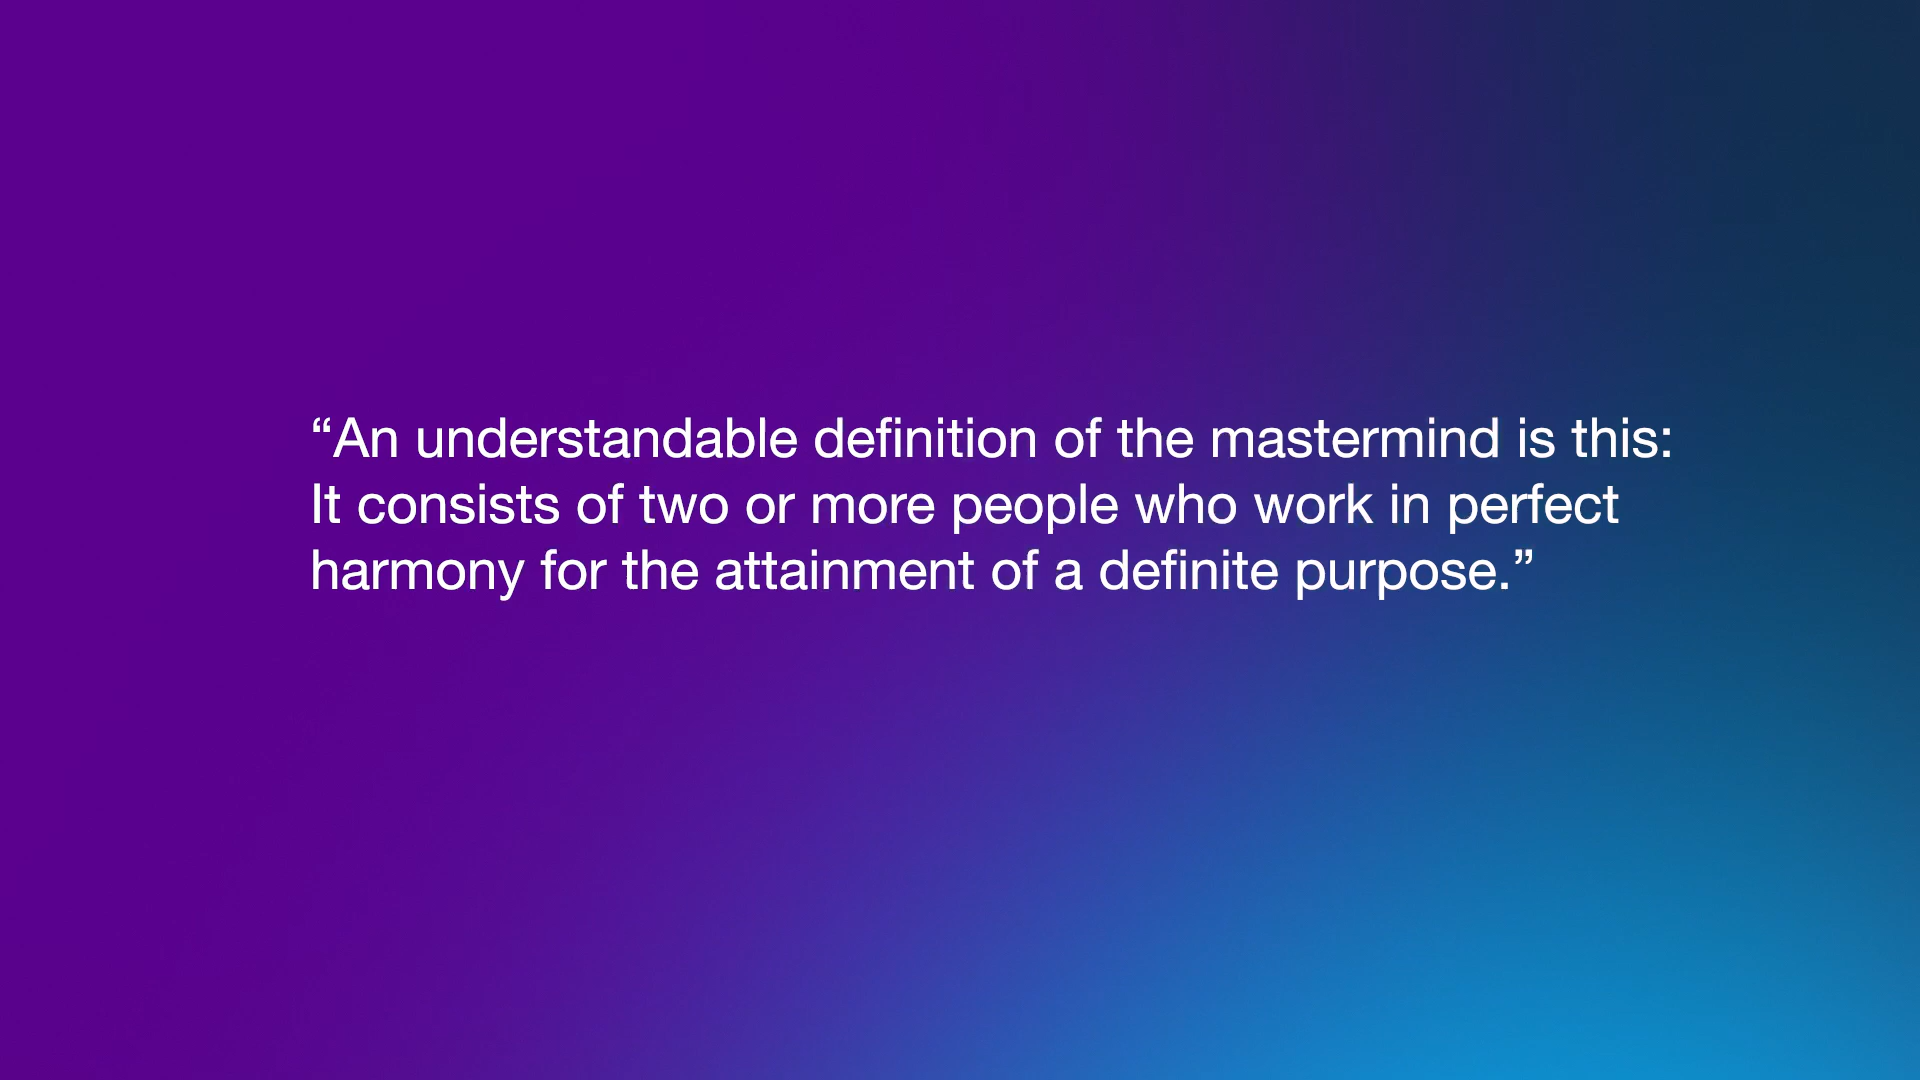 “An understandable definition of the mastermind is this:
It consists of two or more people who work in perfect
harmony for the attainment of a definite purpose.”